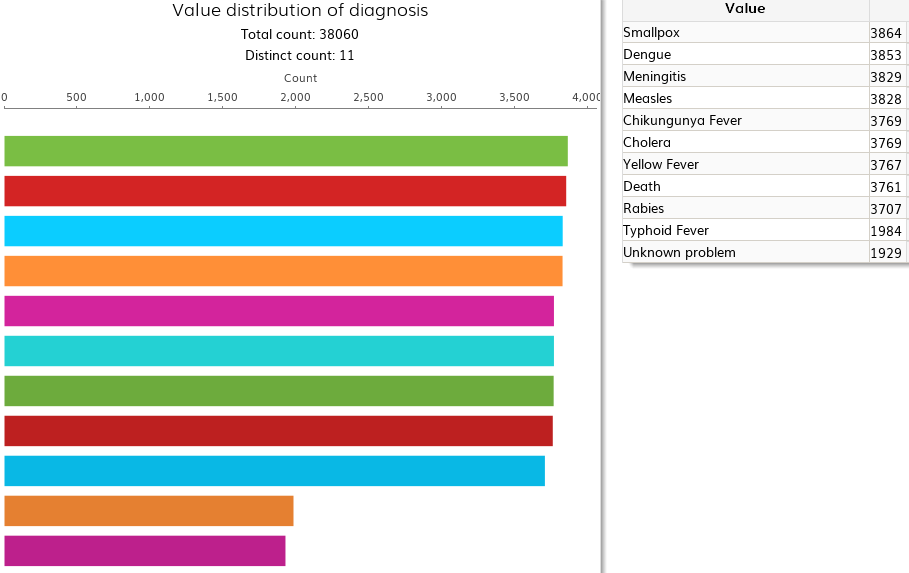 Value distribution of diagnosis
Total count: 38060
Distinct count: 11
Count
0 500 1,000 1,500 2,000 2,500 3,000 3,500 4,000
Value
Smallpox 3864
Dengue 3853
Meningitis 3829
Measles 3828
Chikungunya Fever 3769
Cholera 3769
Yellow Fever 3767
Death 3761
Rabies 3707
Typhoid Fever 1984
Unknown problem 1929